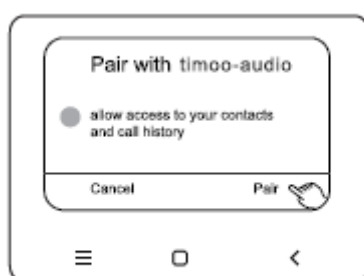 Pair with timoo-audio
allow access to your contacts
and call history
Cancel Pair